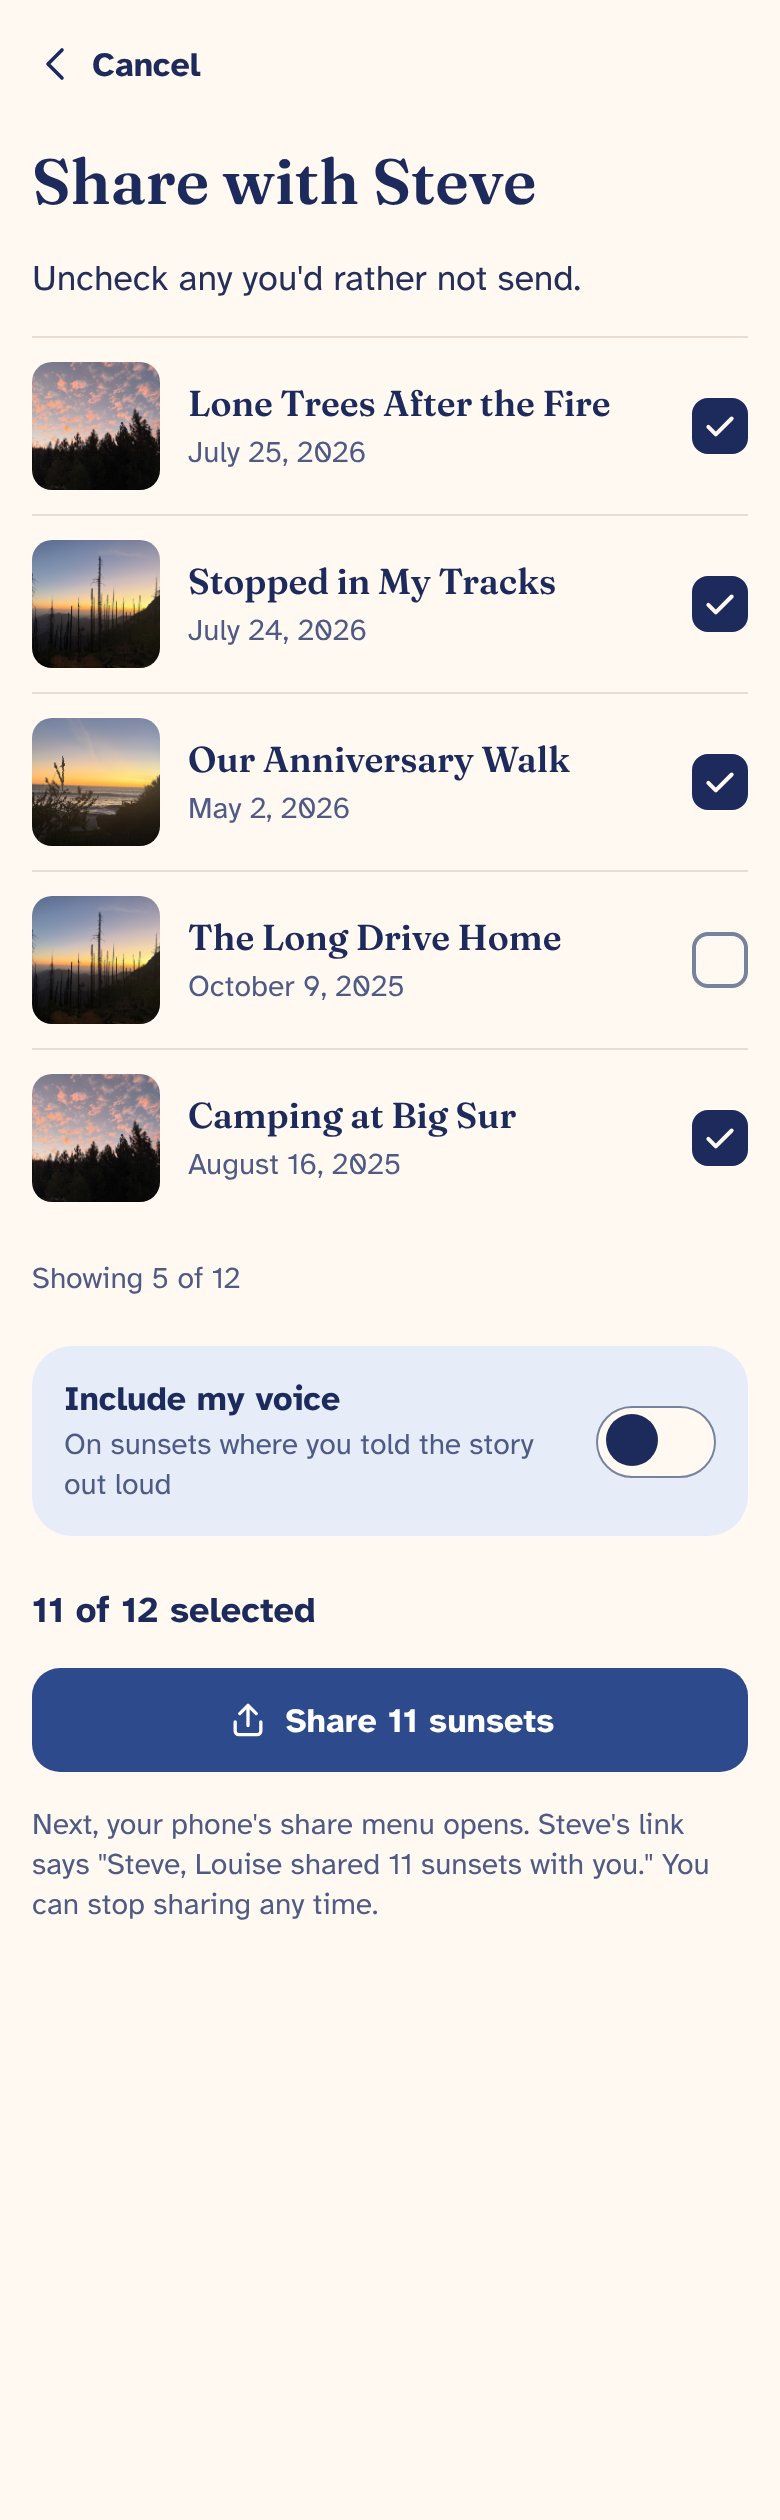 Cancel
Share with Steve
Uncheck any you'd rather not send.
Lone Trees After the Fire
July 25, 2026
Stopped in My Tracks
July 24, 2026
Our Anniversary Walk
May 2, 2026
The Long Drive Home
October 9, 2025
Camping at Big Sur
August 16, 2025
Showing 5 of 12
Include my voice
On sunsets where you told the story
out loud
11 of 12 selected
Share 11 sunsets
Next, your phone's share menu opens. Steve's link
says "Steve, Louise shared 11 sunsets with you." You
can stop sharing any time.